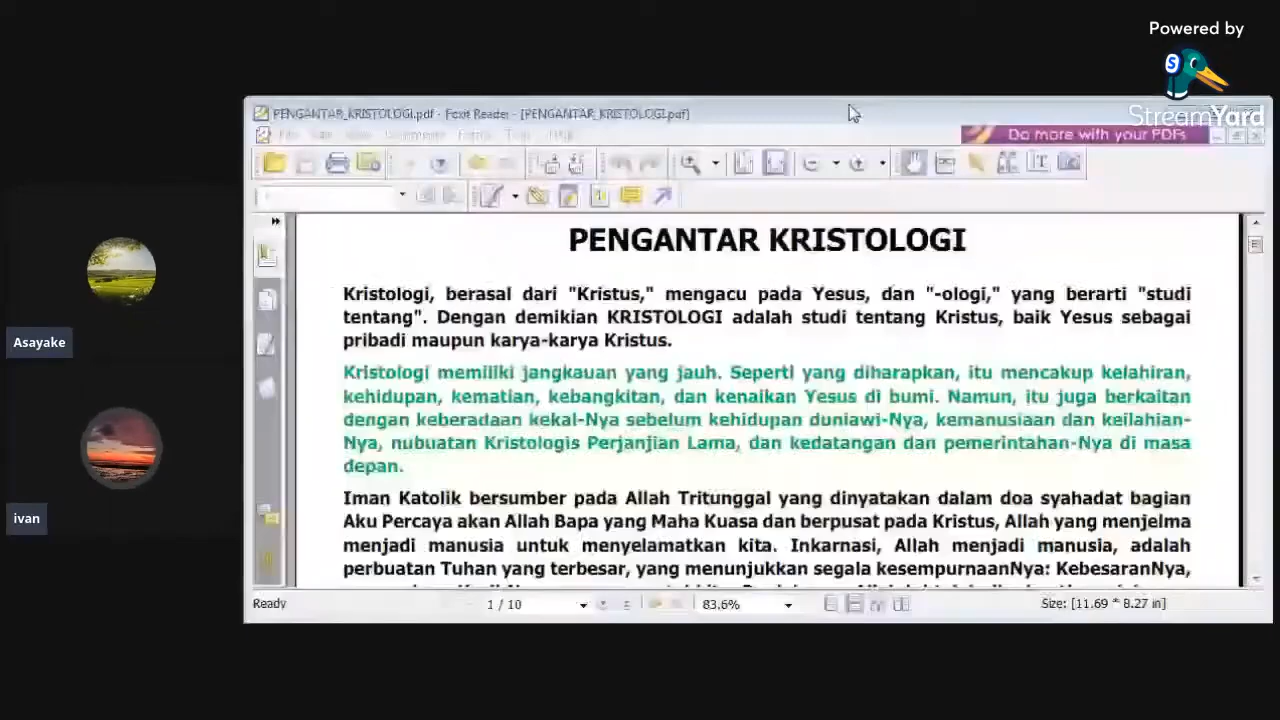 Powered by
StreamYard
PENGANTAR_KRISTOLOGI.pdf - Foxit Reader - [PENGANTAR_KRISTOLOGI.pdf]
Do more with your PDFs
PENGANTAR KRISTOLOGI
Kristologi, berasal dari "Kristus," mengacu pada Yesus, dan "-ologi," yang berarti "studi
tentang". Dengan demikian KRISTOLOGI adalah studi tentang Kristus, baik Yesus sebagai
pribadi maupun karya-karya Kristus.
Kristologi memiliki jangkauan yang jauh. Seperti yang diharapkan, itu mencakup kelahiran,
kehidupan, kematian, kebangkitan, dan kenaikan Yesus di bumi. Namun, itu juga berkaitan
dengan keberadaan kekal-Nya sebelum kehidupan duniawi-Nya, kemanusiaan dan keilahian-
Nya, nubuatan Kristologis Perjanjian Lama, dan kedatangan dan pemerintahan-Nya di masa
depan.
Iman Katolik bersumber pada Allah Tritunggal yang dinyatakan dalam doa syahadat bagian
Aku Percaya akan Allah Bapa yang Maha Kuasa dan berpusat pada Kristus, Allah yang menjelma
menjadi manusia untuk menyelamatkan kita. Inkarnasi, Allah menjadi manusia, adalah
perbuatan Tuhan yang terbesar, yang menunjukkan segala kesempurnaanNya: KebesaranNya,
Ready
1 / 10
83.6%
Size: [11.69 * 8.27 in]
Asayake
ivan